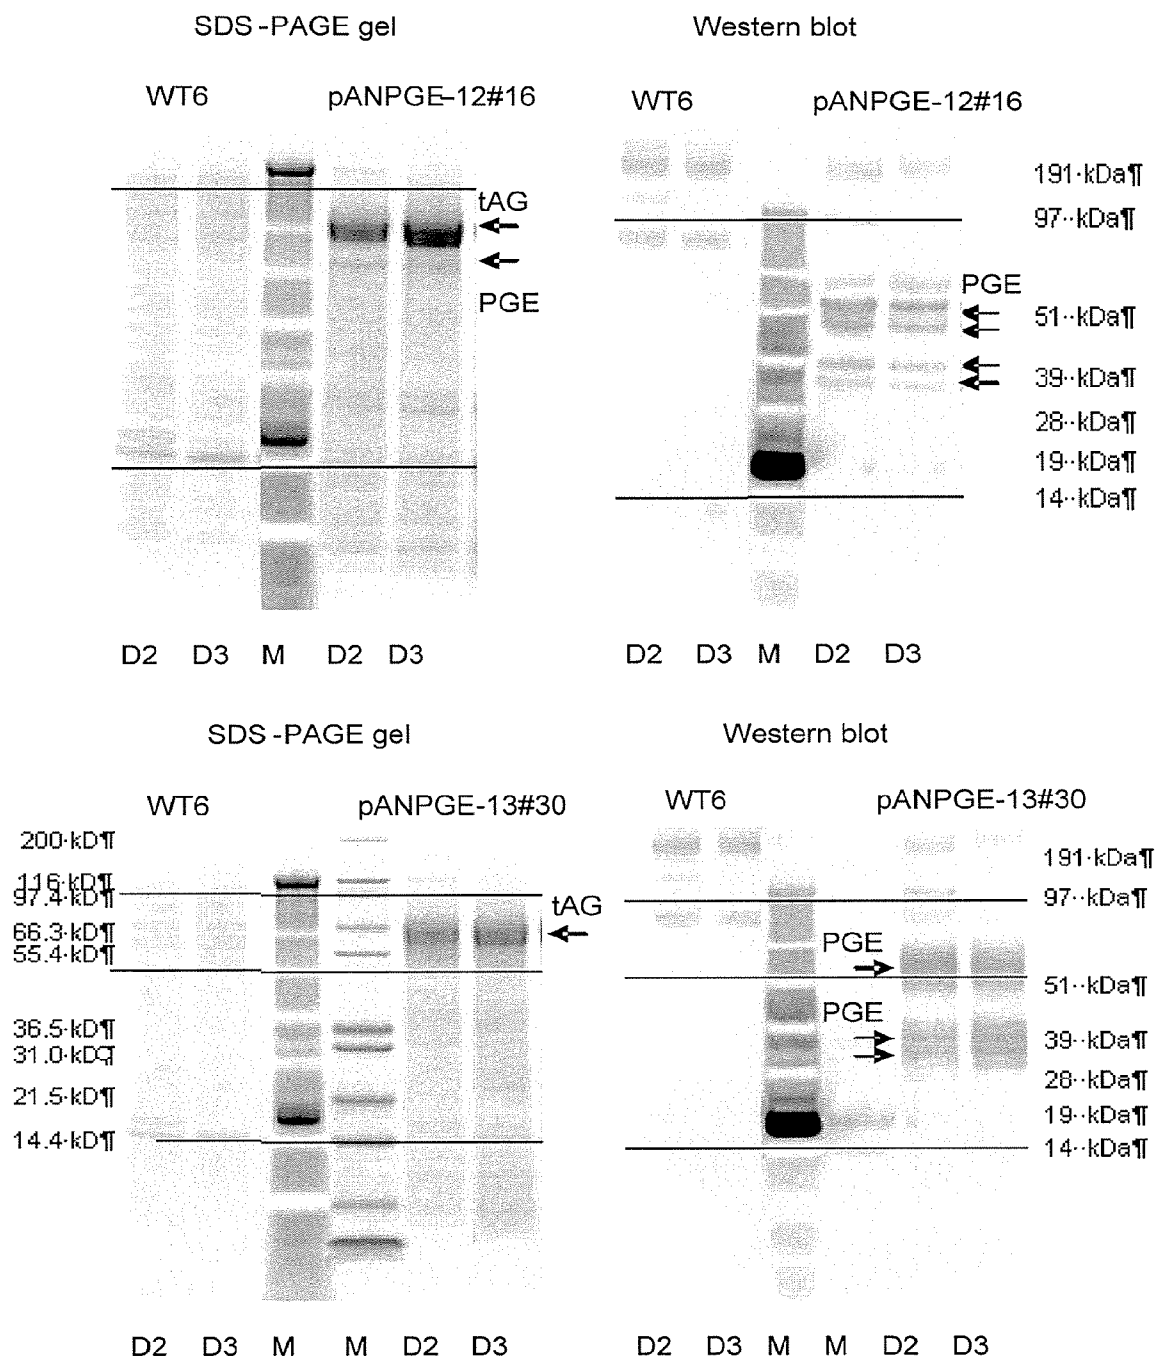 SDS-PAGE gel
Western blot
WT6
pANPGE-12#16
WT6
pANPGE-12#16
tAG
PGE
PGE
191·kDa¶
97··kDa¶
51··kDa¶
39··kDa¶
28··kDa¶
19··kDa¶
14··kDa¶
D2 D3 M D2 D3
D2 D3 M D2 D3
SDS-PAGE gel
Western blot
WT6
pANPGE-13#30
WT6
pANPGE-13#30
200·kD¶
116·kD¶
97.4·kD¶
66.3·kD¶
55.4·kD¶
36.5·kD¶
31.0·kD¶
21.5·kD¶
14.4·kD¶
tAG
PGE
PGE
191·kDa¶
97··kDa¶
51··kDa¶
39··kDa¶
28··kDa¶
19··kDa¶
14··kDa¶
D2 D3 M M D2 D3
D2 D3 M M D2 D3